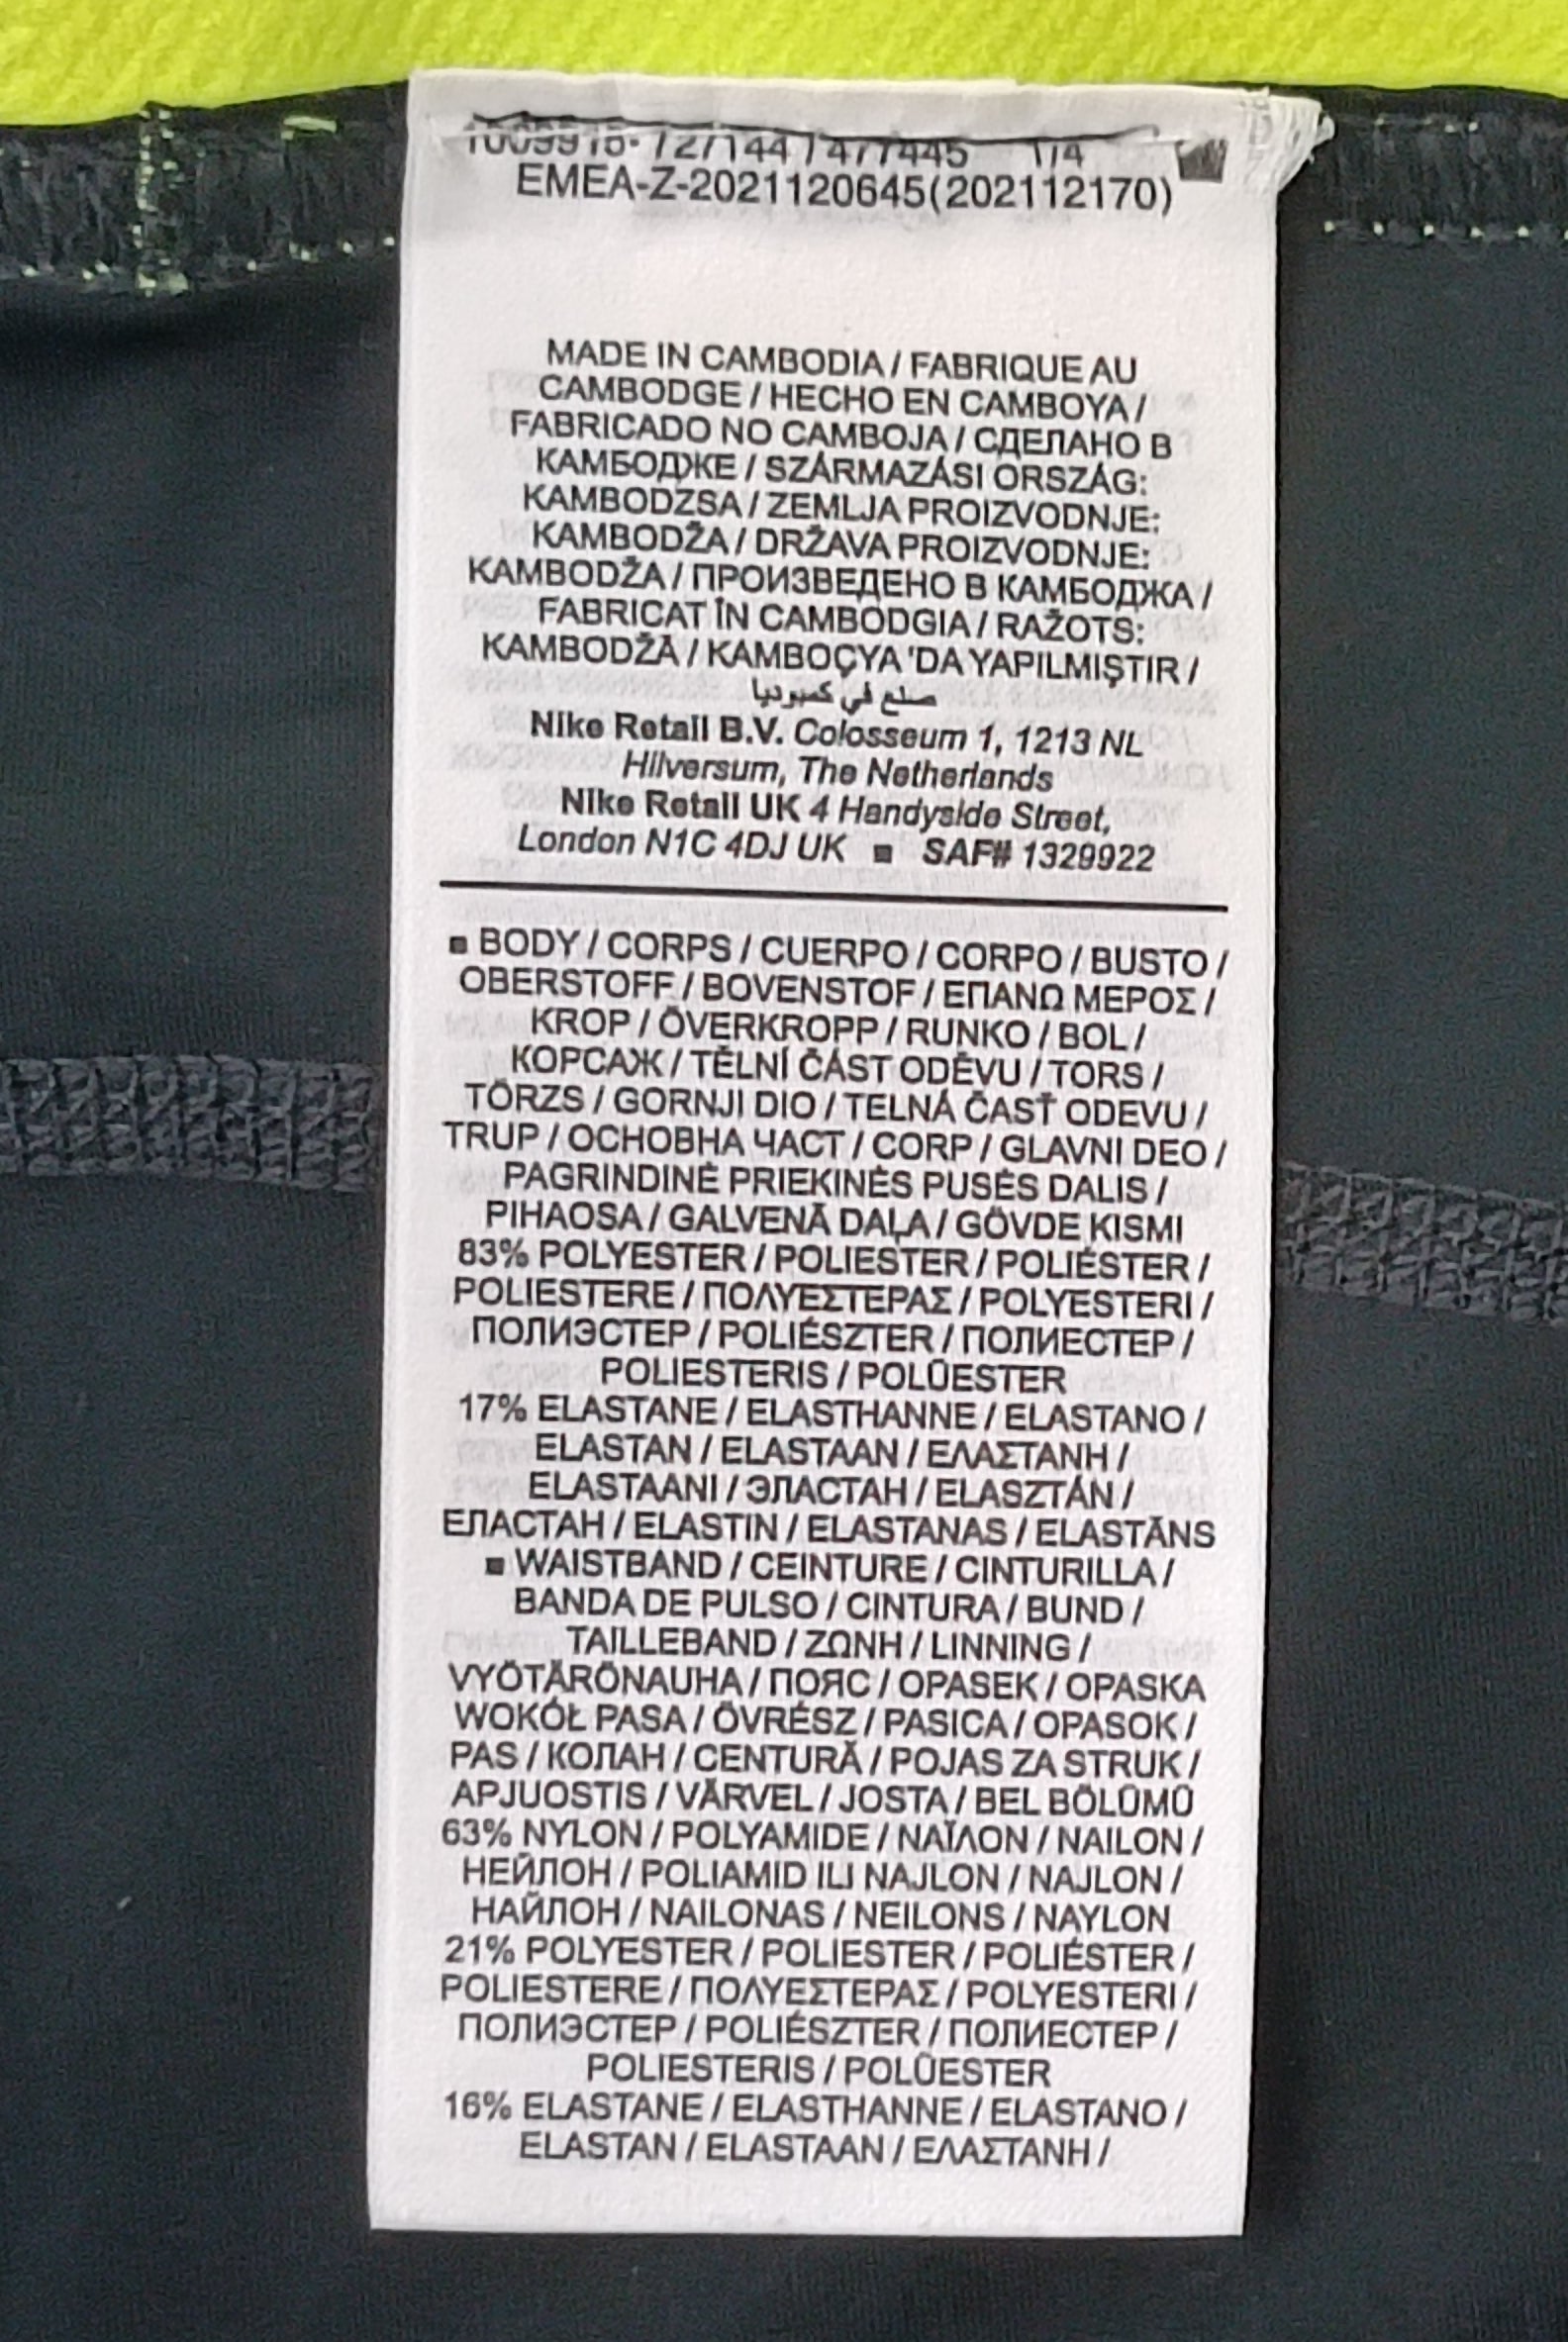 1/4
EMEA-Z-2021120645(202112170)
MADE IN CAMBODIA / FABRIQUE AU
CAMBODGE / HECHO EN CAMBOYA /
FABRICADO NO CAMBOJA / СДЕЛАНО В
КАМБОДЖЕ / SZÁRMAZÁSI ORSZÁG:
KAMBODZSA / ZEMLJA PROIZVODNJE:
KAMBODŽA / DRŽAVA PROIZVODNJE:
KAMBODŽA / ПРОИЗВЕДЕНО В КАМБОДЖА /
FABRICAT ÎN CAMBODGIA / RAŽOTS:
KAMBODŽĀ / KAMBOÇYA 'DA YAPILMIŞTIR /
صنع في كمبوديا
Nike Retail B.V. Colosseum 1, 1213 NL
Hilversum, The Netherlands
Nike Retail UK 4 Handyside Street,
London N1C 4DJ UK ■ SAF# 1329922
■ BODY / CORPS / CUERPO / CORPO / BUSTO /
OBERSTOFF / BOVENSTOF / ΕΠΑΝΩ ΜΕΡΟΣ /
KROP / ÖVERKROPP / RUNKO / BOL /
КОРСАЖ / TĚLNÍ ČÁST ODĚVU / TORS /
TÖRZS / GORNJI DIO / TELNÁ ČASŤ ODEVU /
TRUP / ОСНОВНА ЧАСТ / CORP / GLAVNI DEO /
PAGRINDINĖ PRIEKINĖS PUSĖS DALIS /
PIHAOSA / GALVENĀ DAĻA / GÖVDE KISMI
83% POLYESTER / POLIESTER / POLIÉSTER /
POLIESTERE / ΠΟΛΥΕΣΤΕΡΑΣ / POLYESTERI /
ПОЛИЭСТЕР / POLIÉSZTER / ПОЛИЕСТЕР /
POLIESTERIS / POLÜESTER
17% ELASTANE / ELASTHANNE / ELASTANO /
ELASTAN / ELASTAAN / ΕΛΑΣΤΑΝΗ /
ELASTAANI / ЭЛАСТАН / ELASZTÁN /
ЕЛАСТАН / ELASTIN / ELASTANAS / ELASTĀNS
■ WAISTBAND / CEINTURE / CINTURILLA /
BANDA DE PULSO / CINTURA / BUND /
TAILLEBAND / ΖΩΝΗ / LINNING /
VYÖTÄRÖNAUHA / ПОЯС / OPASEK / OPASKA
WOKÓŁ PASA / ÖVRÉSZ / PASICA / OPASOK /
PAS / КОЛАН / CENTURĂ / POJAS ZA STRUK /
APJUOSTIS / VÄRVEL / JOSTA / BEL BÖLÜMÜ
63% NYLON / POLYAMIDE / ΝΑΪΛΟΝ / NAILON /
НЕЙЛОН / POLIAMID ILI NAJLON / NAJLON /
НАЙЛОН / NAILONAS / NEILONS / NAYLON
21% POLYESTER / POLIESTER / POLIÉSTER /
POLIESTERE / ΠΟΛΥΕΣΤΕΡΑΣ / POLYESTERI /
ПОЛИЭСТЕР / POLIÉSZTER / ПОЛИЕСТЕР /
POLIESTERIS / POLÜESTER
16% ELASTANE / ELASTHANNE / ELASTANO /
ELASTAN / ELASTAAN / ΕΛΑΣΤΑΝΗ /